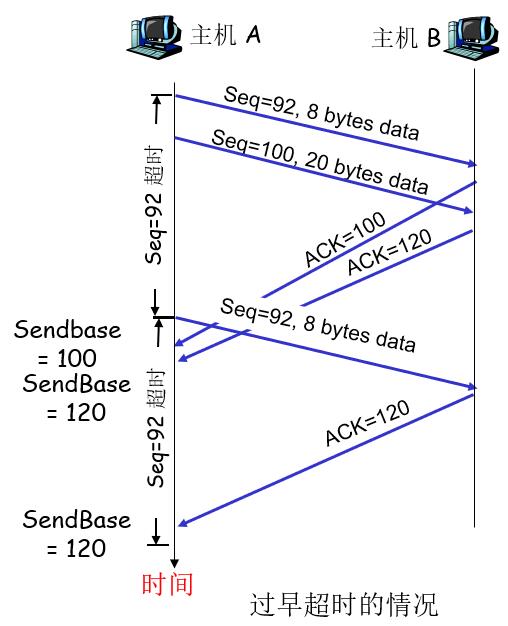 主机 A
主机 B
Seq=92, 8 bytes data
Seq=100, 20 bytes data
Seq=92 超时
ACK=100
ACK=120
Seq=92, 8 bytes data
Sendbase
= 100
SendBase
= 120
Seq=92 超时
ACK=120
SendBase
= 120
时间
过早超时的情况